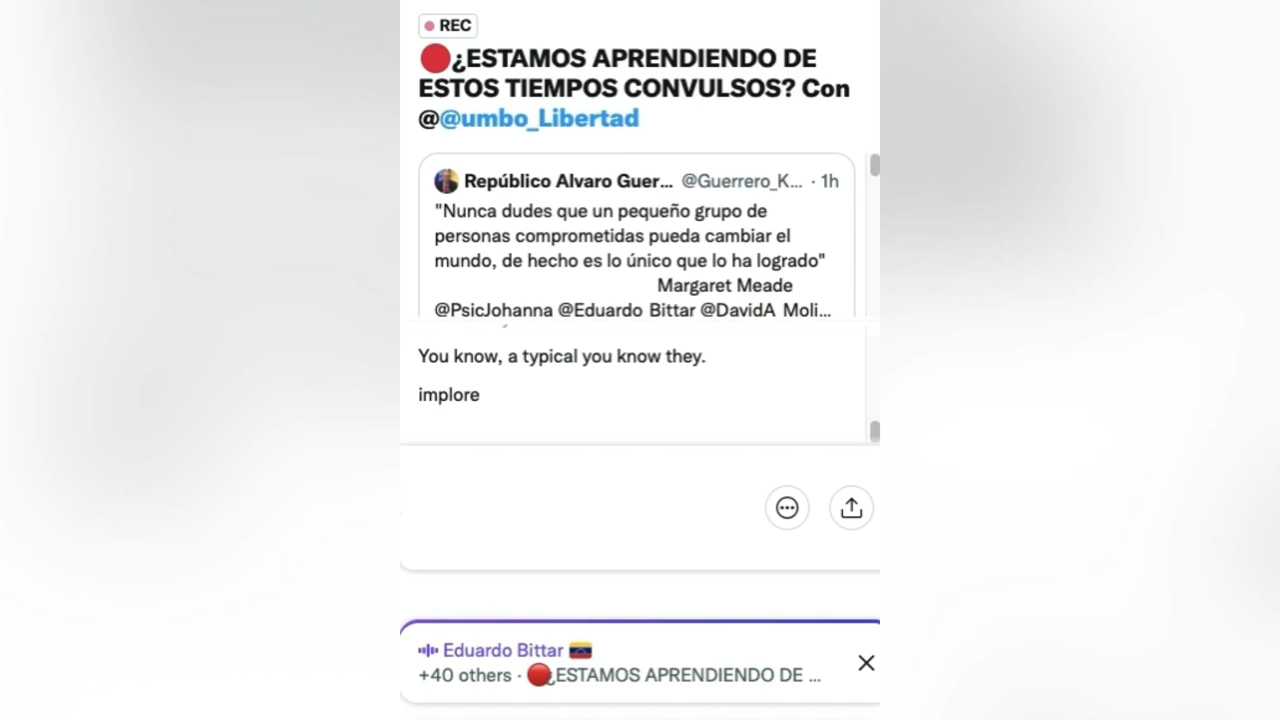 REC
🔴¿ESTAMOS APRENDIENDO DE
ESTOS TIEMPOS CONVULSOS? Con
@@umbo_Libertad
Repúblico Alvaro Guer... @Guerrero_K... · 1h
"Nunca dudes que un pequeño grupo de
personas comprometidas pueda cambiar el
mundo, de hecho es lo único que lo ha logrado"
Margaret Meade
@PsicJohanna @Eduardo_Bittar @DavidA_Moli...
You know, a typical you know they.
implore
Eduardo Bittar 🇻🇪
+40 others · 🔴¿ESTAMOS APRENDIENDO DE ...